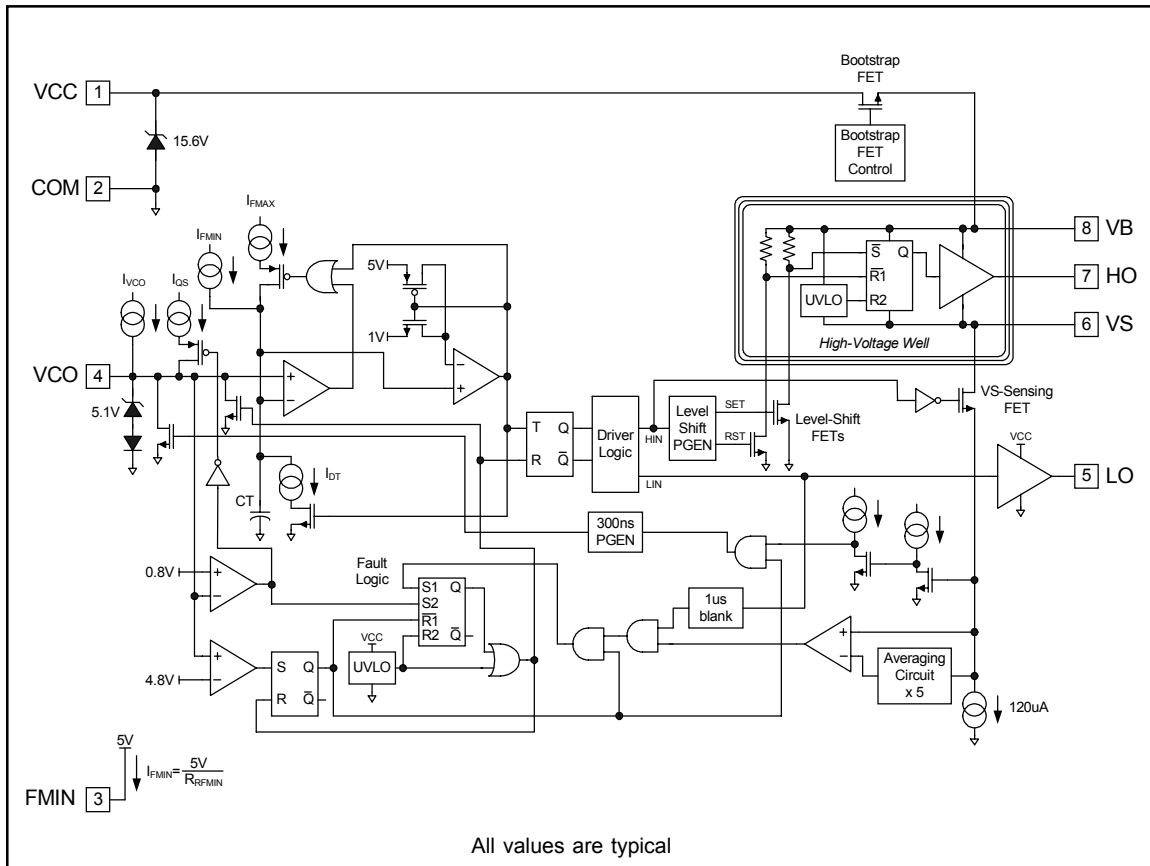 Bootstrap
FET
VCC 1
15.6V
Bootstrap
FET
Control
COM 2
IFMAX
IFMIN
IVCO
IQS
5V
1V
8 VB
S Q
R1
R2
UVLO
7 HO
6 VS
High-Voltage Well
VCO 4
5.1V
VS-Sensing
FET
T Q
R Q
Driver
Logic
HIN
LIN
Level
Shift
PGEN
SET
RST
Level-Shift
FETs
VCC
5 LO
IDT
CT
300ns
PGEN
0.8V
Fault
Logic
S1 Q
S2
R1
R2 Q
1us
blank
VCC
UVLO
4.8V
S Q
R Q
Averaging
Circuit
x 5
120uA
5V
IFMIN= 5V
RRFMIN
FMIN 3
All values are typical